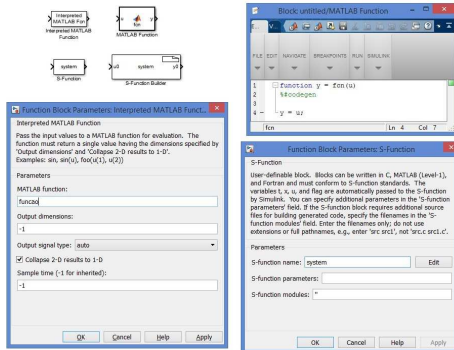 Interpreted
MATLAB Fcn
Interpreted MATLAB
Function
u fcn y
MATLAB Function
system
S-Function
u0 system y0
S-Function Builder
Function Block Parameters: Interpreted MATLAB Funct...
Interpreted MATLAB Function
Pass the input values to a MATLAB function for evaluation. The
function must return a single value having the dimensions specified by
'Output dimensions' and 'Collapse 2-D results to 1-D'.
Examples: sin, sin(u), foo(u(1), u(2))
Parameters
MATLAB function:
funcao
Output dimensions:
-1
Output signal type: auto
Collapse 2-D results to 1-D
Sample time (-1 for inherited):
-1
OK Cancel Help Apply
Block: untitled/MATLAB Function
V...
FILE EDIT NAVIGATE BREAKPOINTS RUN SIMULINK
1 function y = fcn(u)
2 %#codegen
3
4 - y = u;
fcn Ln 4 Col 7
Function Block Parameters: S-Function
S-Function
User-definable block. Blocks can be written in C, MATLAB (Level-1),
and Fortran and must conform to S-function standards. The
variables t, x, u, and flag are automatically passed to the S-function
by Simulink. You can specify additional parameters in the 'S-function
parameters' field. If the S-function block requires additional source
files for building generated code, specify the filenames in the 'S-
function modules' field. Enter the filenames only; do not use
extensions or full pathnames, e.g., enter 'src src1', not 'src.c src1.c'.
Parameters
S-function name: system Edit
S-function parameters:
S-function modules: ''
OK Cancel Help Apply